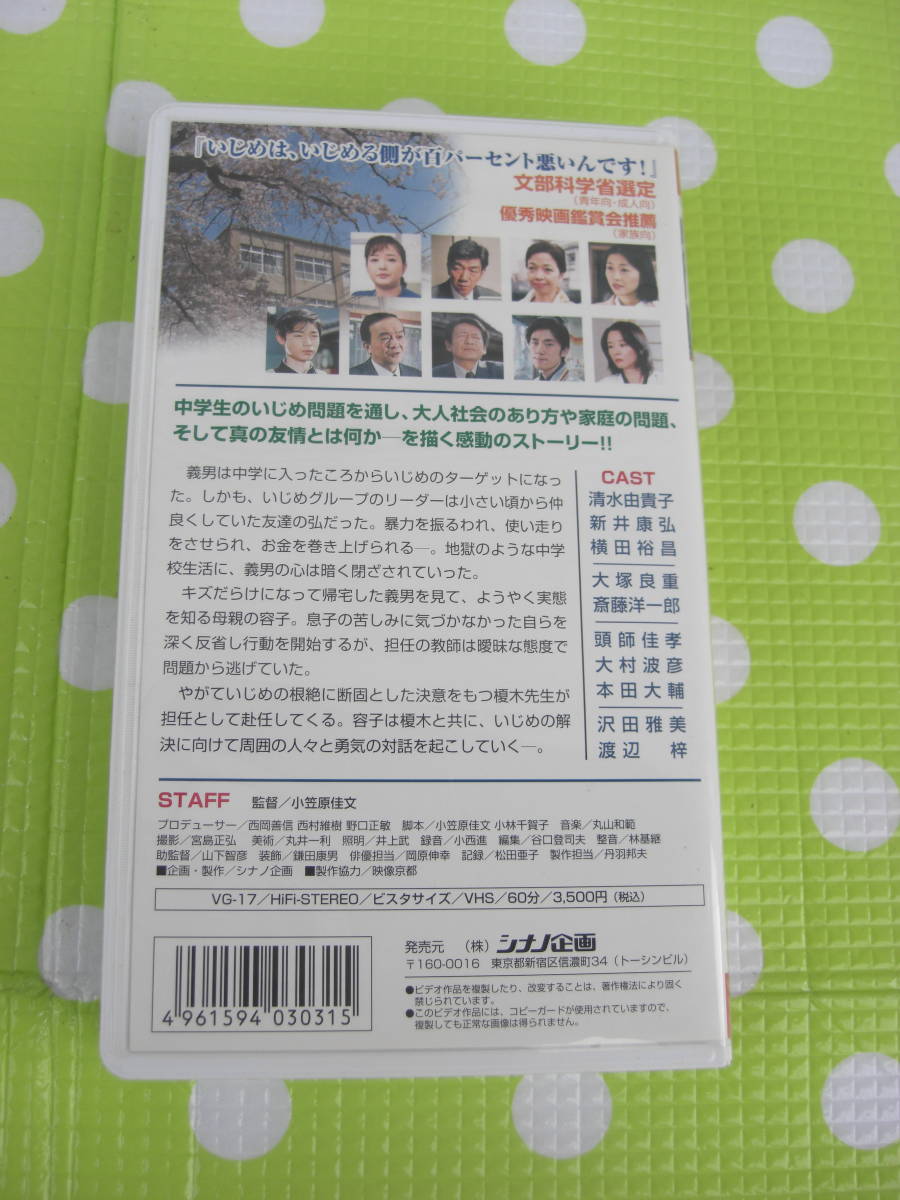 『いじめは、いじめる側が百パーセント悪いんです!』
文部科学省選定
(青年向・成人向)
優秀映画鑑賞会推薦
(家族向)
中学生のいじめ問題を通し、大人社会のあり方や家庭の問題、
そして真の友情とは何か─を描く感動のストーリー!!
義男は中学に入ったころからいじめのターゲットになっ
た。しかも、いじめグループのリーダーは小さい頃から仲
良くしていた友達の弘だった。暴力を振るわれ、使い走り
をさせられ、お金を巻き上げられる─。地獄のような中学
校生活に、義男の心は暗く閉ざされていった。
キズだらけになって帰宅した義男を見て、ようやく実態
を知る母親の容子。息子の苦しみに気づかなかった自らを
深く反省し行動を開始するが、担任の教師は曖昧な態度で
問題から逃げていた。
やがていじめの根絶に断固とした決意をもつ榎木先生が
担任として赴任してくる。容子は榎木と共に、いじめの解
決に向けて周囲の人々と勇気の対話を起こしていく─。
CAST
清水由貴子
新井康弘
横田裕昌
大塚良重
斎藤洋一郎
頭師佳孝
大村波彦
本田大輔
沢田雅美
渡辺 梓
STAFF 監督/小笠原佳文
プロデューサー/西岡善信 西村維樹 野口正敏 脚本/小笠原佳文 小林千賀子 音楽/丸山和範
撮影/宮島正弘 美術/丸井一利 照明/井上武 録音/小西進 編集/谷口登司夫 整音/林基継
助監督/山下智彦 装飾/鎌田康男 俳優担当/岡原伸幸 記録/松田亜子 製作担当/丹羽邦夫
■企画・製作/シナノ企画 ■製作協力/映像京都
VG-17/HiFi-STEREO/ビスタサイズ/VHS/60分/3,500円(税込)
4 961594 030315
発売元 (株)シナノ企画
〒160-0016 東京都新宿区信濃町34(トーシンビル)
●ビデオ作品を複製したり、改変することは、著作権法により固く
禁じられています。
●このビデオ作品には、コピーガードが使用されていますので、
複製しても正常な画像は得られません。